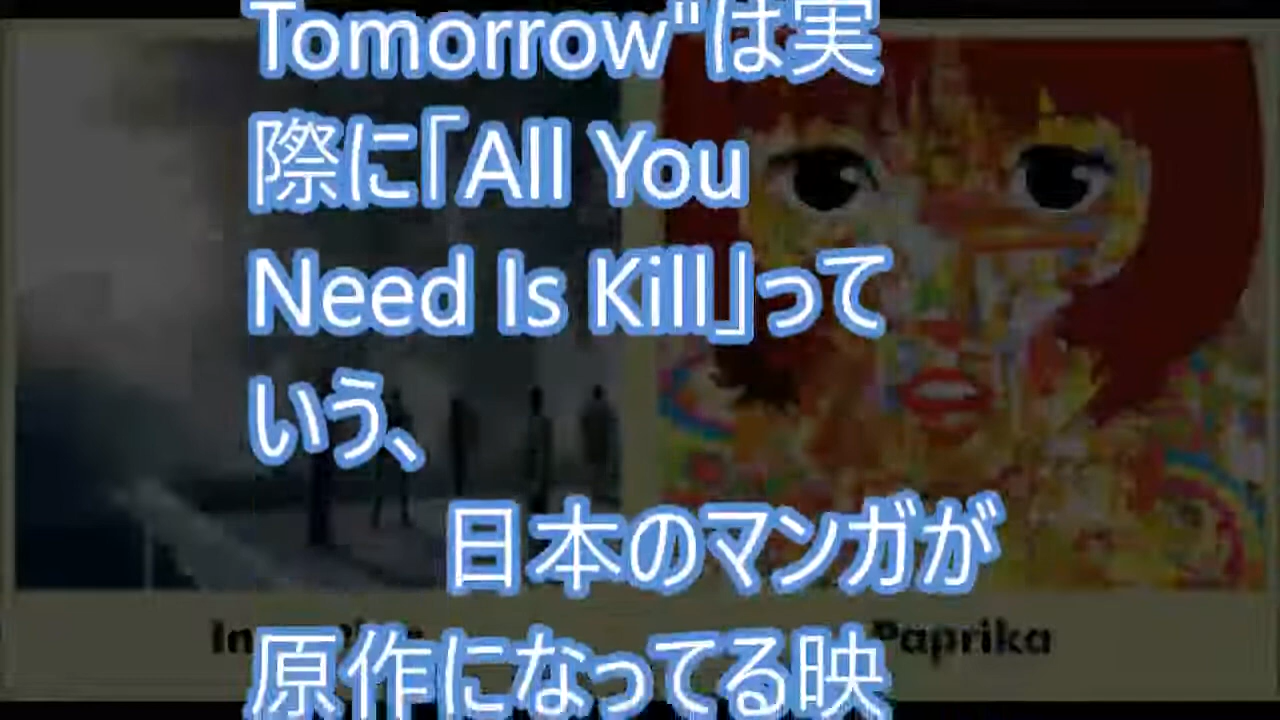 Tomorrow"は実
際に「All You
Need Is Kill」って
いう、
日本のマンガが
原作になってる映
Paprika